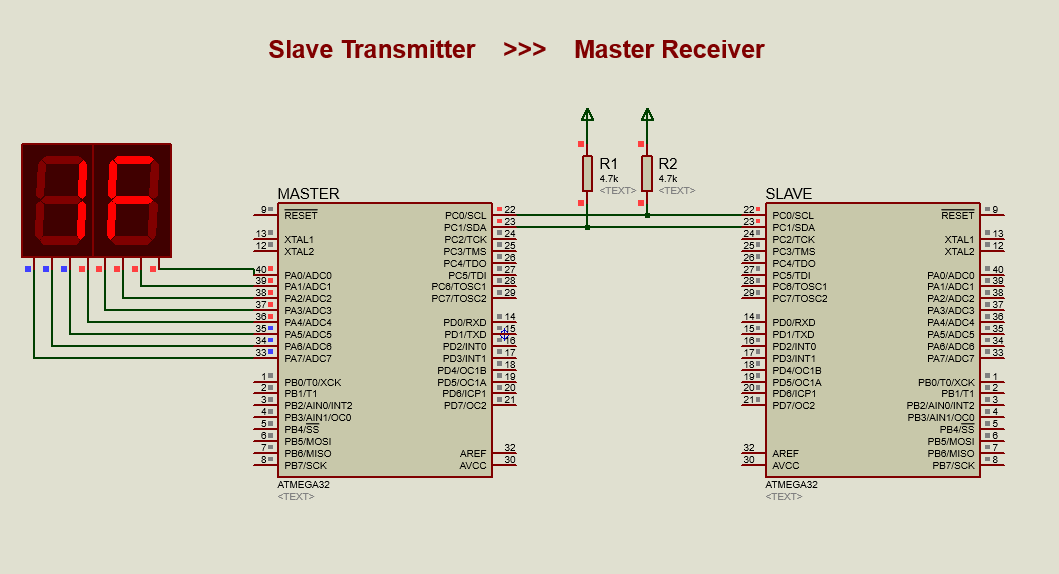 Slave Transmitter >>> Master Receiver
1F
R1
4.7k
<TEXT>
R2
4.7k
<TEXT>
MASTER
9 RESET PC0/SCL 22
PC1/SDA 23
13 XTAL1 PC2/TCK 24
12 XTAL2 PC3/TMS 25
PC4/TDO 26
40 PA0/ADC0 PC5/TDI 27
39 PA1/ADC1 PC6/TOSC1 28
38 PA2/ADC2 PC7/TOSC2 29
37 PA3/ADC3
36 PA4/ADC4 PD0/RXD 14
35 PA5/ADC5 PD1/TXD 15
34 PA6/ADC6 PD2/INT0 16
33 PA7/ADC7 PD3/INT1 17
PD4/OC1B 18
1 PB0/T0/XCK PD5/OC1A 19
2 PB1/T1 PD6/ICP1 20
3 PB2/AIN0/INT2 PD7/OC2 21
4 PB3/AIN1/OC0
5 PB4/SS
6 PB5/MOSI
7 PB6/MISO AREF 32
8 PB7/SCK AVCC 30
ATMEGA32
<TEXT>
SLAVE
22 PC0/SCL RESET 9
23 PC1/SDA
24 PC2/TCK XTAL1 13
25 PC3/TMS XTAL2 12
26 PC4/TDO
27 PC5/TDI PA0/ADC0 40
28 PC6/TOSC1 PA1/ADC1 39
29 PC7/TOSC2 PA2/ADC2 38
PA3/ADC3 37
14 PD0/RXD PA4/ADC4 36
15 PD1/TXD PA5/ADC5 35
16 PD2/INT0 PA6/ADC6 34
17 PD3/INT1 PA7/ADC7 33
18 PD4/OC1B
19 PD5/OC1A PB0/T0/XCK 1
20 PD6/ICP1 PB1/T1 2
21 PD7/OC2 PB2/AIN0/INT2 3
PB3/AIN1/OC0 4
PB4/SS 5
PB5/MOSI 6
32 AREF PB6/MISO 7
30 AVCC PB7/SCK 8
ATMEGA32
<TEXT>